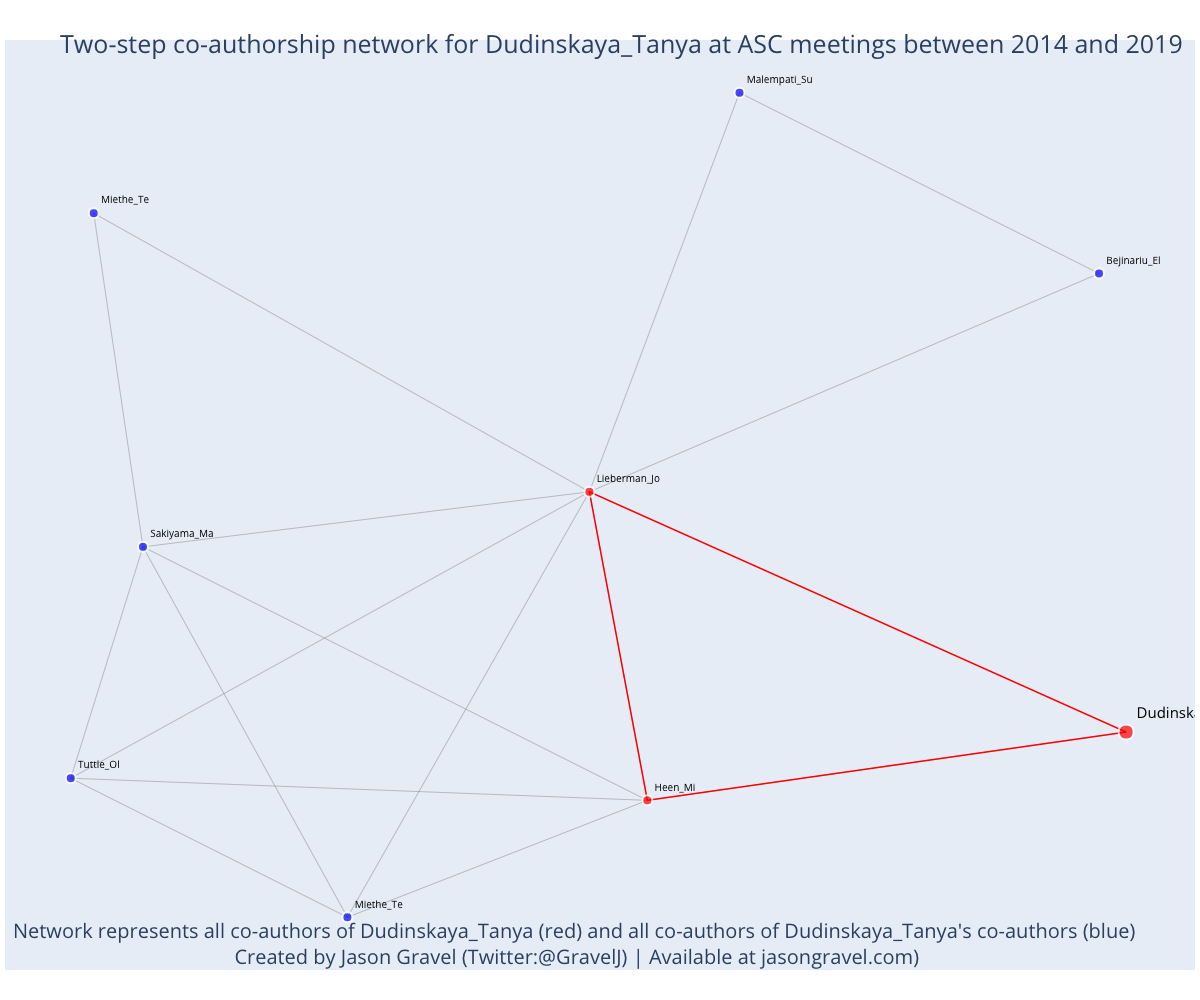 Two-step co-authorship network for Dudinskaya_Tanya at ASC meetings between 2014 and 2019
Malempati_Su
Miethe_Te
Bejinariu_El
Lieberman_Jo
Sakiyama_Ma
Dudinska
Tuttle_Ol
Heen_Mi
Miethe_Te
Network represents all co-authors of Dudinskaya_Tanya (red) and all co-authors of Dudinskaya_Tanya's co-authors (blue)
Created by Jason Gravel (Twitter:@GravelJ) | Available at jasongravel.com)